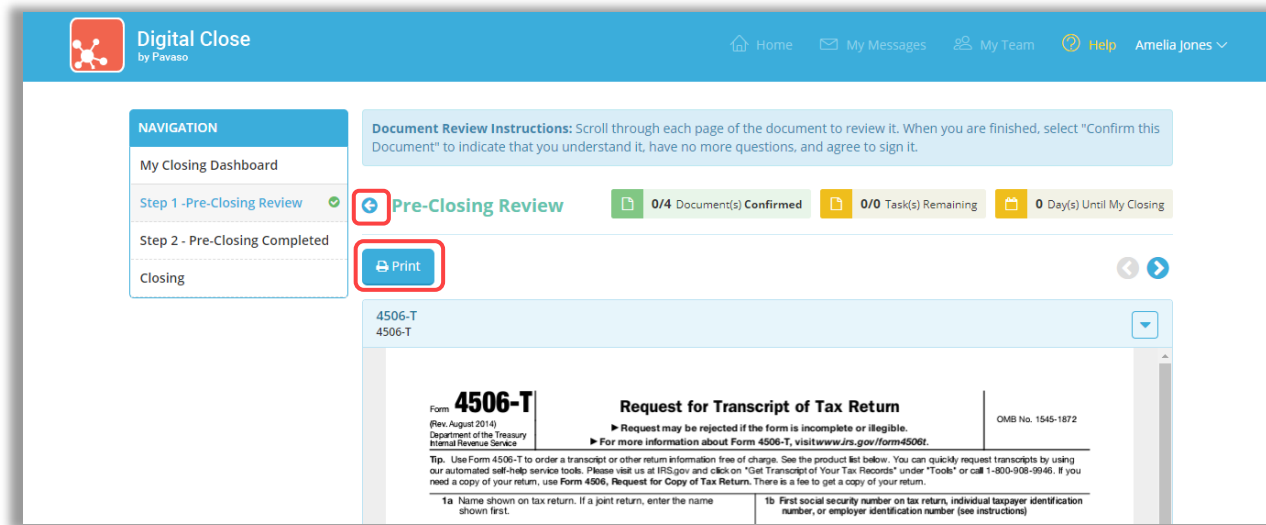 Digital Close
by Pavaso
Home
My Messages
My Team
Help
Amelia Jones
NAVIGATION
My Closing Dashboard
Step 1 -Pre-Closing Review
Step 2 - Pre-Closing Completed
Closing
Document Review Instructions: Scroll through each page of the document to review it. When you are finished, select "Confirm this
Document" to indicate that you understand it, have no more questions, and agree to sign it.
Pre-Closing Review
0/4 Document(s) Confirmed
0/0 Task(s) Remaining
0 Day(s) Until My Closing
Print
4506-T
4506-T
Form 4506-T
(Rev. August 2014)
Department of the Treasury
Internal Revenue Service
Request for Transcript of Tax Return
▶ Request may be rejected if the form is incomplete or illegible.
▶ For more information about Form 4506-T, visit www.irs.gov/form4506t.
OMB No. 1545-1872
Tip. Use Form 4506-T to order a transcript or other return information free of charge. See the product list below. You can quickly request transcripts by using
our automated self-help service tools. Please visit us at IRS.gov and click on "Get Transcript of Your Tax Records" under "Tools" or call 1-800-908-9946. If you
need a copy of your return, use Form 4506, Request for Copy of Tax Return. There is a fee to get a copy of your return.
1a Name shown on tax return. If a joint return, enter the name
shown first.
1b First social security number on tax return, individual taxpayer identification
number, or employer identification number (see instructions)